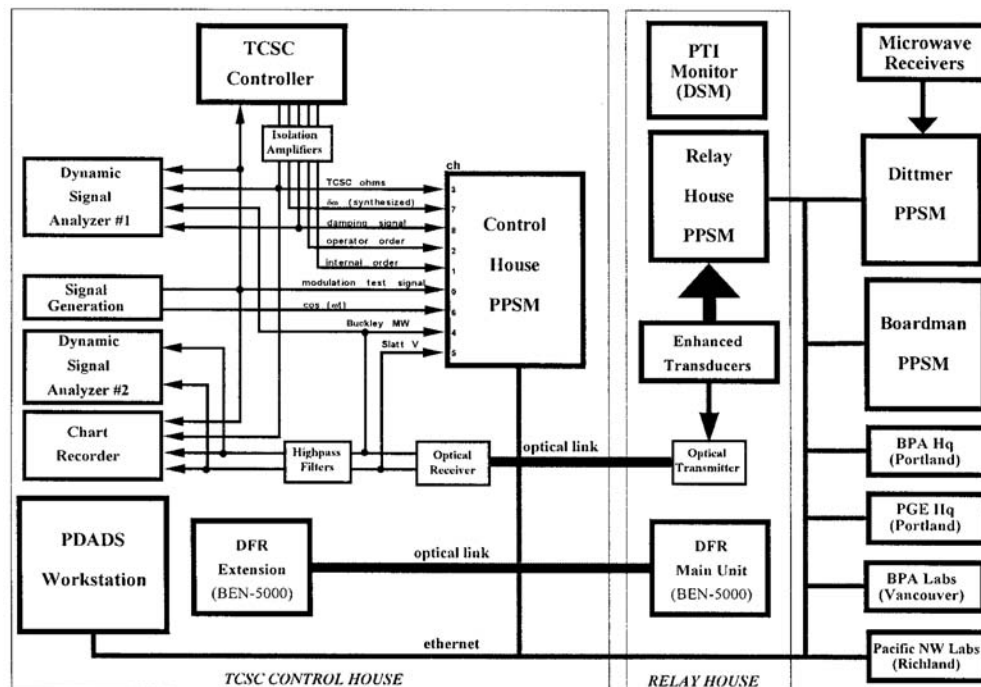 TCSC
Controller
Isolation
Amplifiers
Dynamic
Signal
Analyzer #1
Signal
Generation
Dynamic
Signal
Analyzer #2
Chart
Recorder
ch
TCSC ohms
3
(synthesized)
7
damping signal
8
operator order
2
internal order
1
modulation test signal
9
cos (ωt)
6
Buckley MW
4
Slatt V
5
Control
House
PPSM
Highpass
Filters
Optical
Receiver
optical link
PDADS
Workstation
DFR
Extension
(BEN-5000)
optical link
ethernet
TCSC CONTROL HOUSE
PTI
Monitor
(DSM)
Relay
House
PPSM
Enhanced
Transducers
Optical
Transmitter
DFR
Main Unit
(BEN-5000)
RELAY HOUSE
Microwave
Receivers
Dittmer
PPSM
Boardman
PPSM
BPA Hq
(Portland)
PGE Hq
(Portland)
BPA Labs
(Vancouver)
Pacific NW Labs
(Richland)